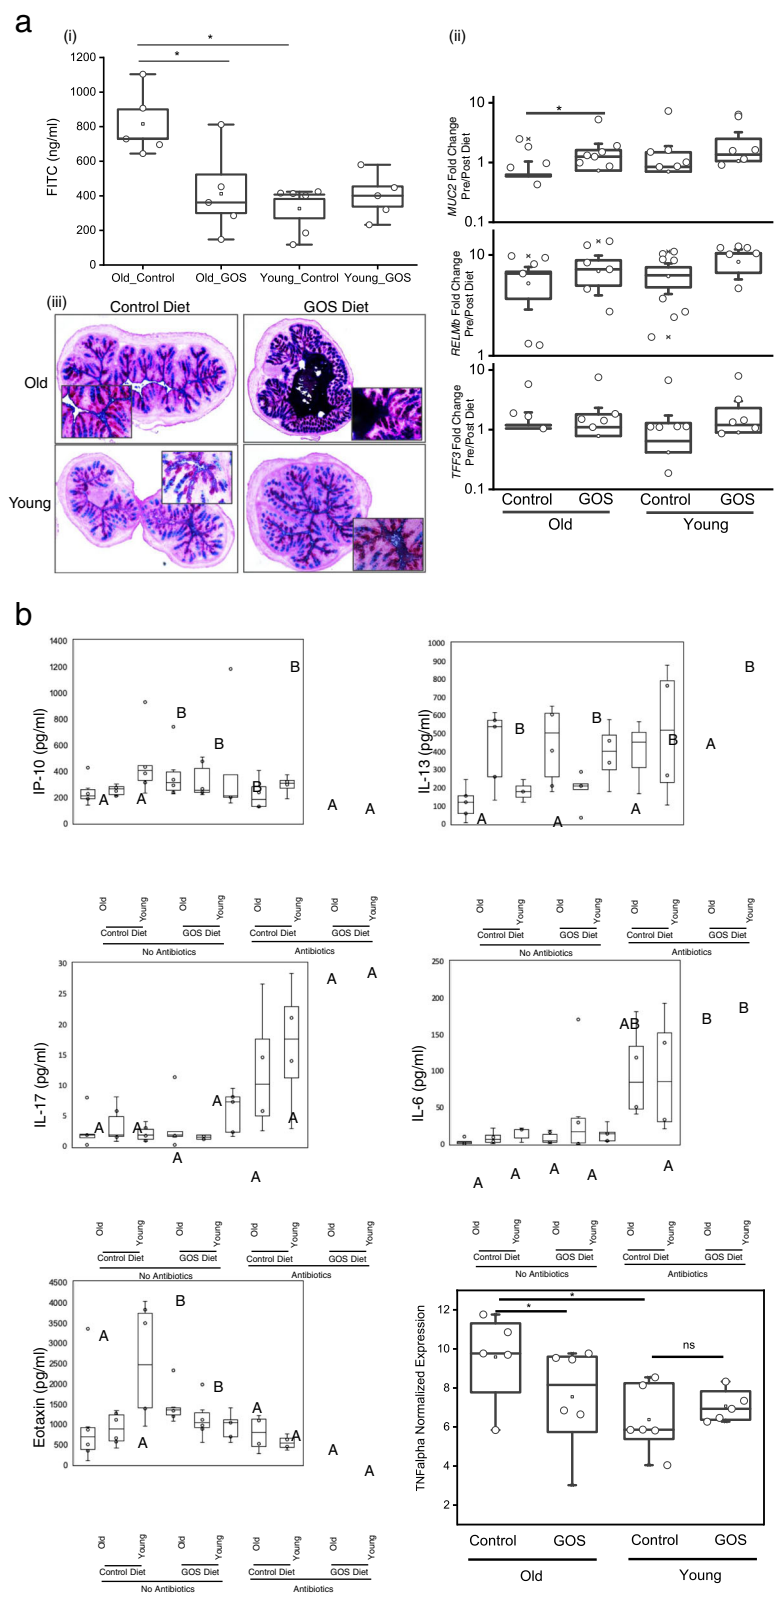 a
(i)
*
*
1200
1000
800
600
400
200
0
FITC (ng/ml)
Old_Control
Old_GOS
Young_Control
Young_GOS
(ii)
*
10
1
0.1
MUC2 Fold Change
Pre/Post Diet
10
1
RELMb Fold Change
Pre/Post Diet
10
1
0.1
TFF3 Fold Change
Pre/Post Diet
Control
GOS
Control
GOS
Old
Young
(iii)
Control Diet
GOS Diet
Old
Young
b
1400
1200
1000
800
600
400
200
0
IP-10 (pg/ml)
A
A
B
B
B
B
A
A
Old
Young
Old
Young
Old
Young
Old
Young
Control Diet
GOS Diet
Control Diet
GOS Diet
No Antibiotics
Antibiotics
1000
900
800
700
600
500
400
300
200
100
0
IL-13 (pg/ml)
A
B
A
B
A
B
A
B
Old
Young
Old
Young
Old
Young
Old
Young
Control Diet
GOS Diet
Control Diet
GOS Diet
No Antibiotics
Antibiotics
30
25
20
15
10
5
0
IL-17 (pg/ml)
A
A
A
A
A
A
A
A
Old
Young
Old
Young
Old
Young
Old
Young
Control Diet
GOS Diet
Control Diet
GOS Diet
No Antibiotics
Antibiotics
250
200
150
100
50
0
IL-6 (pg/ml)
A
A
A
A
AB
A
B
B
Old
Young
Old
Young
Old
Young
Old
Young
Control Diet
GOS Diet
Control Diet
GOS Diet
No Antibiotics
Antibiotics
4500
4000
3500
3000
2500
2000
1500
1000
500
0
Eotaxin (pg/ml)
A
A
B
B
A
A
A
A
Old
Young
Old
Young
Old
Young
Old
Young
Control Diet
GOS Diet
Control Diet
GOS Diet
No Antibiotics
Antibiotics
*
*
ns
12
10
8
6
4
2
TNFalpha Normalized Expression
Control
GOS
Control
GOS
Old
Young